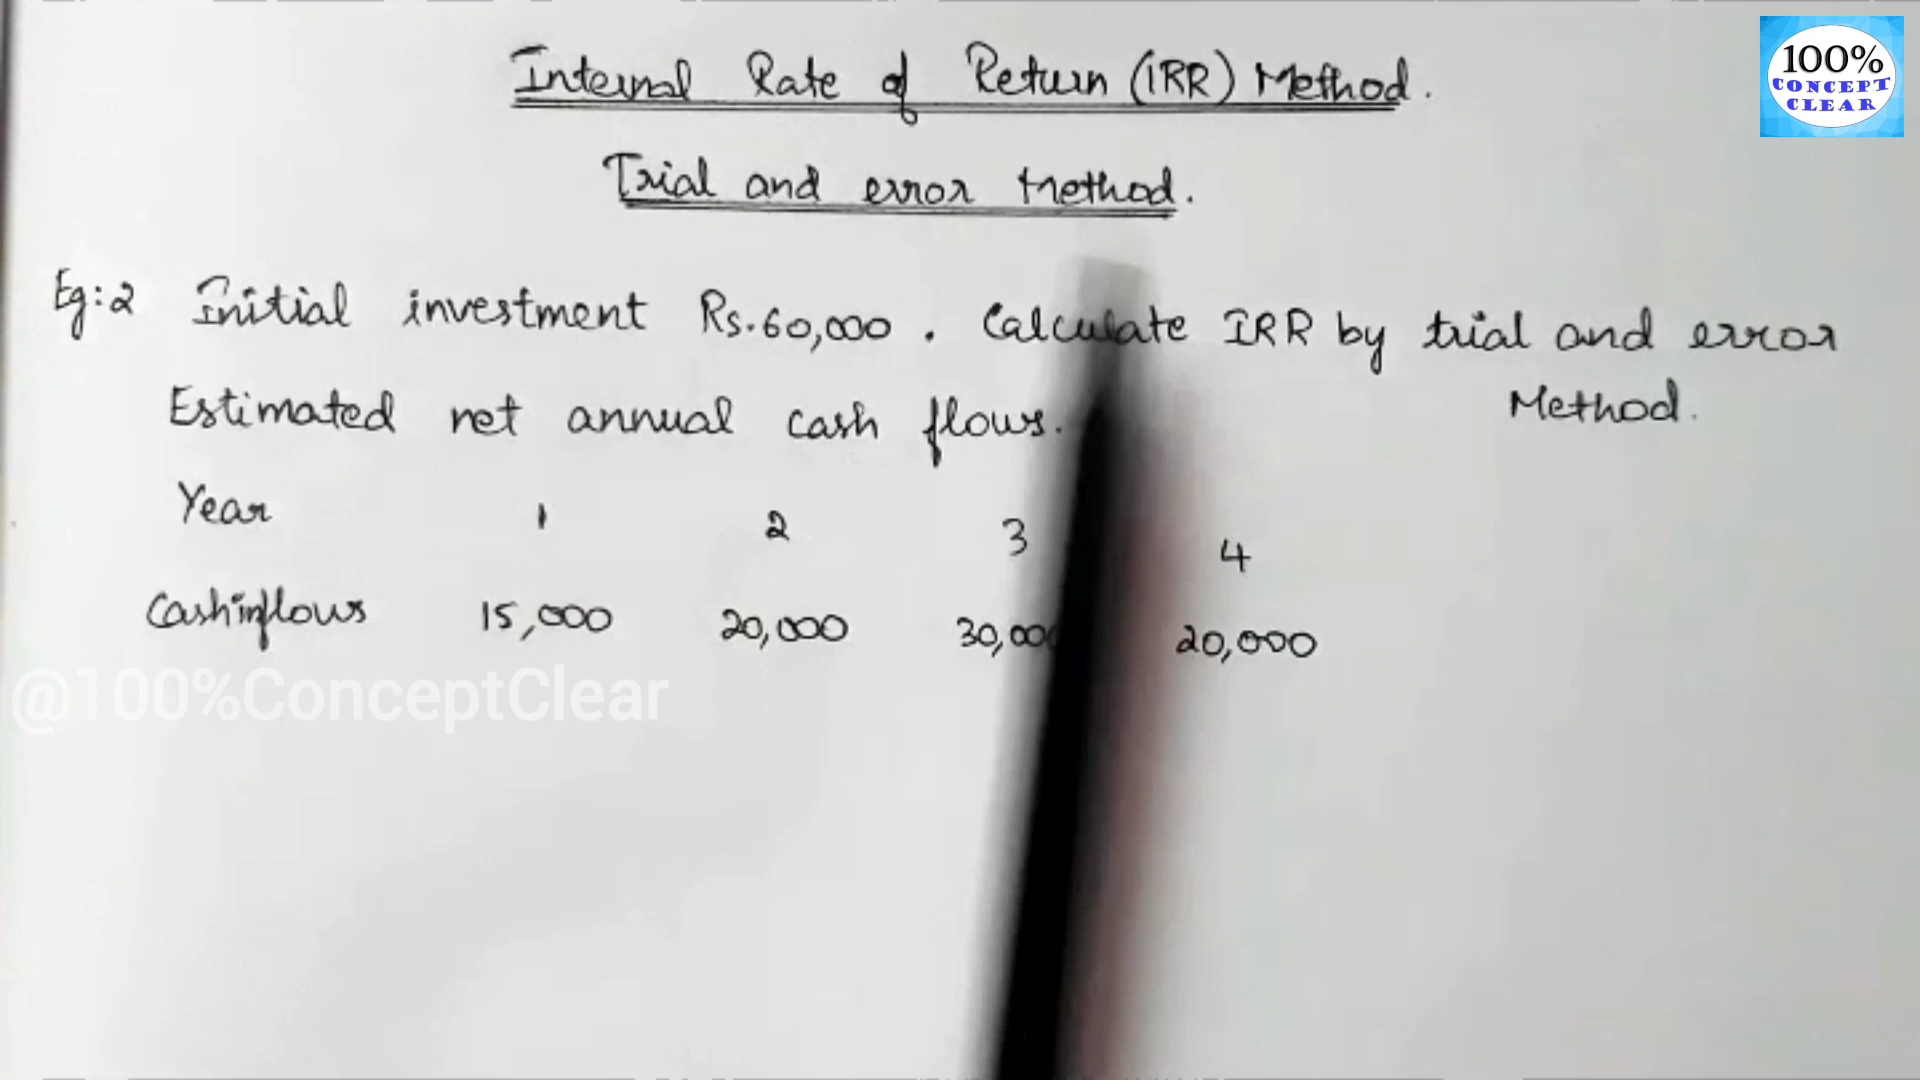 Internal Rate of Return (IRR) Method.
100%
CONCEPT
CLEAR
Trial and error Method.
Eg:2 Initial investment Rs.60,000. Calculate IRR by trial and error
Method.
Estimated net annual cash flows.
Year 1 2 3 4
Cashinflows 15,000 20,000 30,000 20,000
@100%ConceptClear